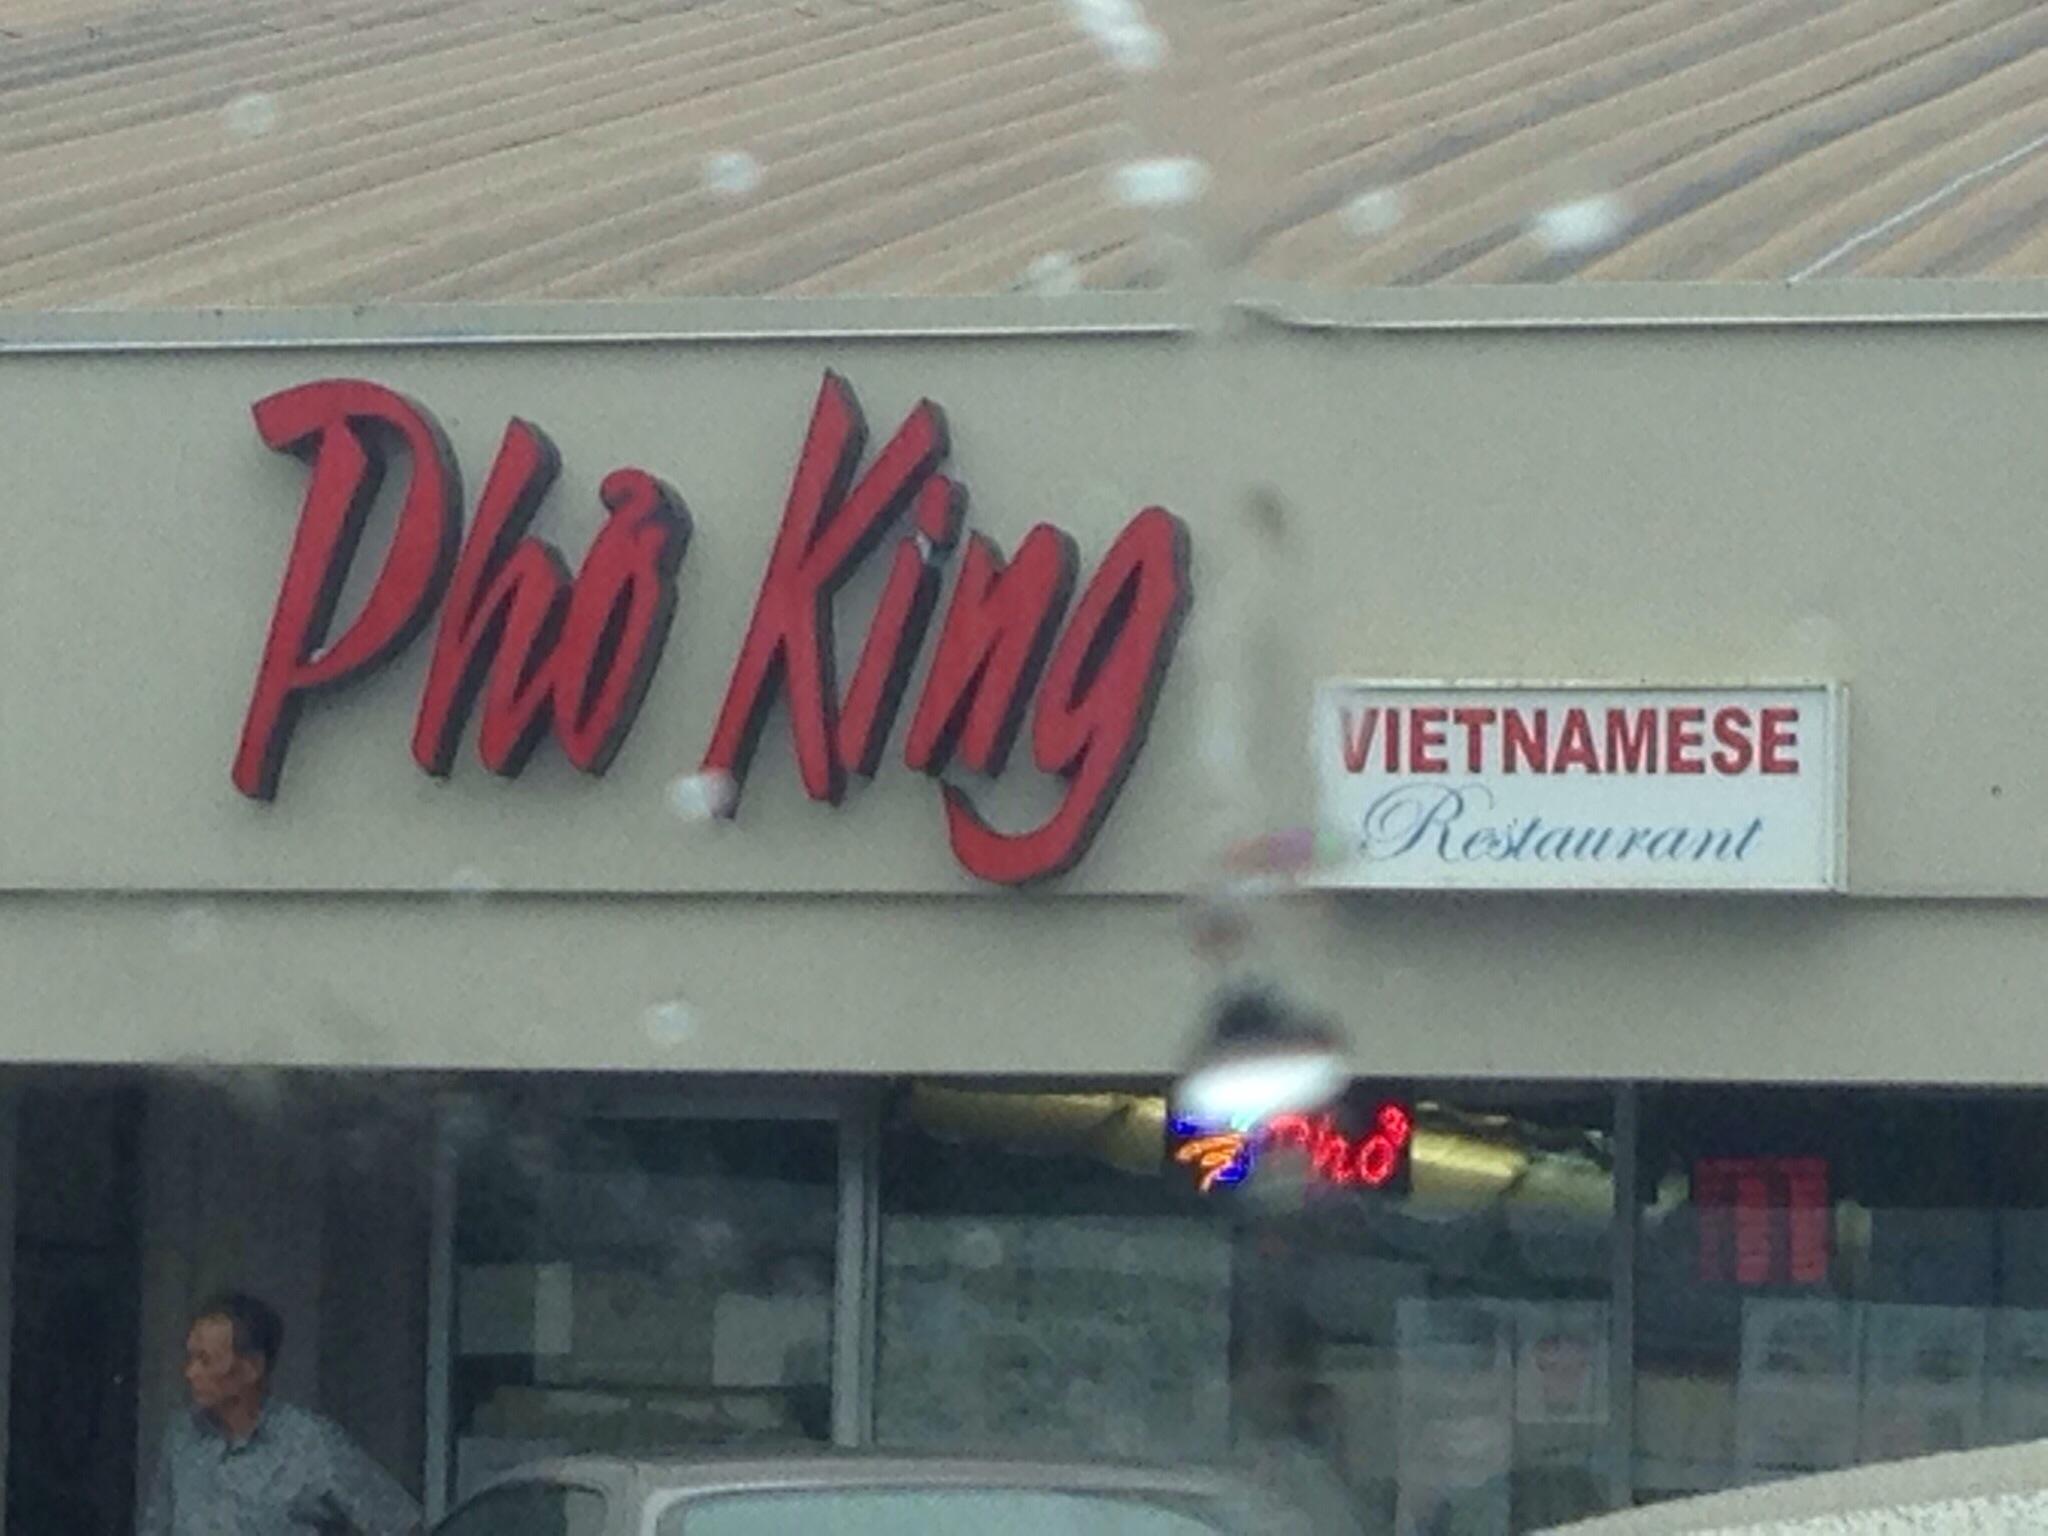 Phở King
VIETNAMESE
Restaurant
Phở